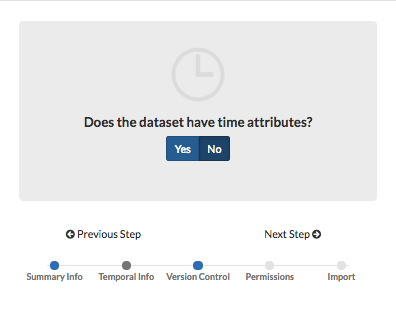 Does the dataset have time attributes?
Yes No
Previous Step Next Step
Summary Info Temporal Info Version Control Permissions Import